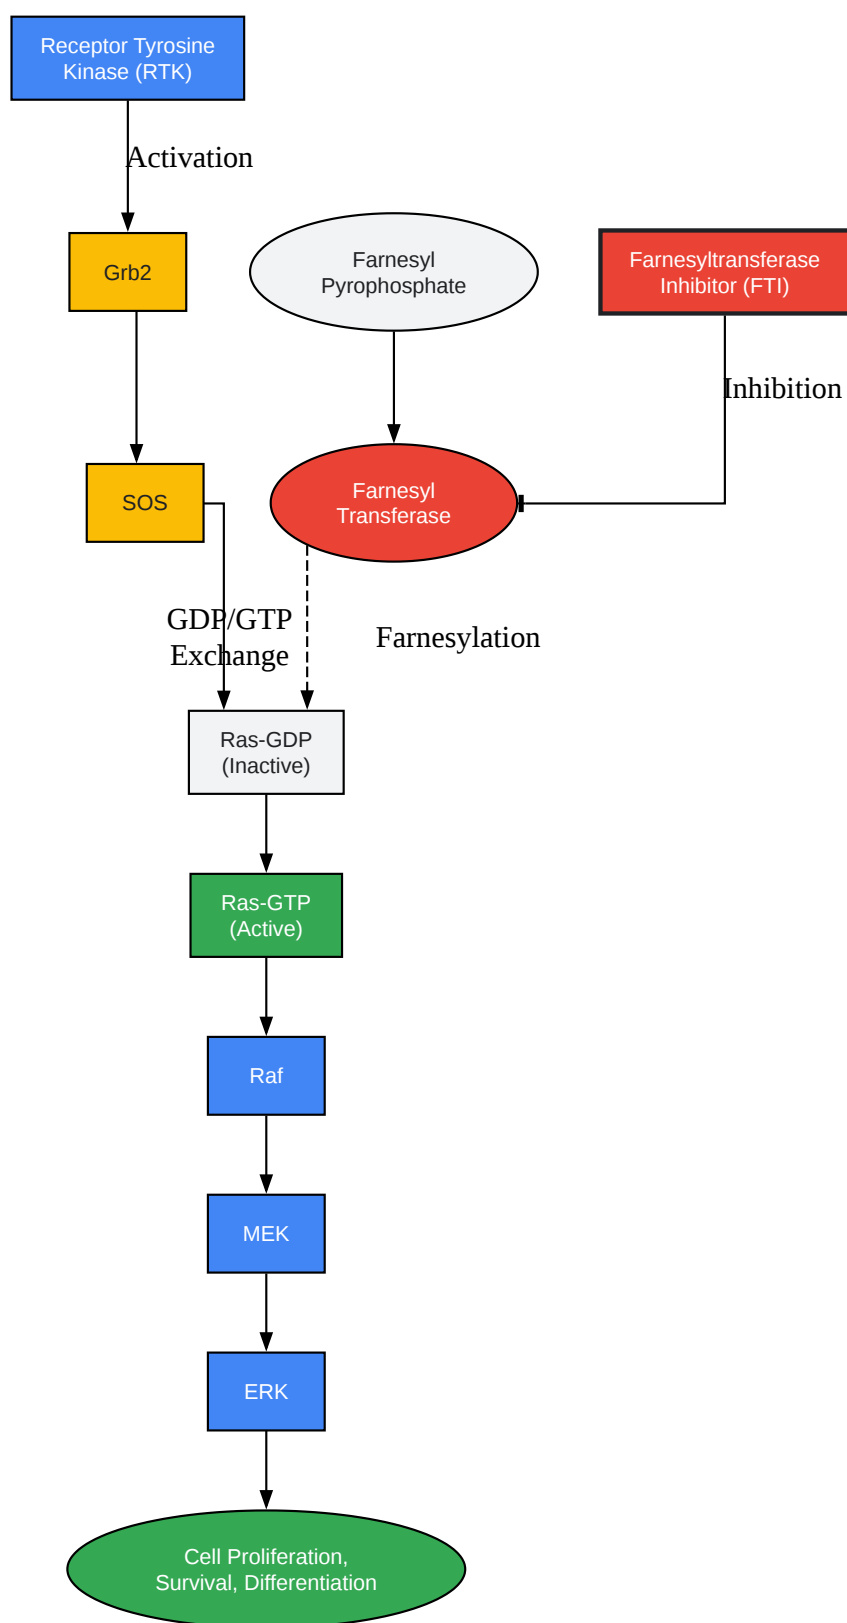 Receptor Tyrosine
Kinase (RTK)
Activation
Grb2
Farnesyl
Pyrophosphate
Farnesyltransferase
Inhibitor (FTI)
Inhibition
SOS
Farnesyl
Transferase
GDP/GTP
Exchange
Farnesylation
Ras-GDP
(Inactive)
Ras-GTP
(Active)
Raf
MEK
ERK
Cell Proliferation,
Survival, Differentiation